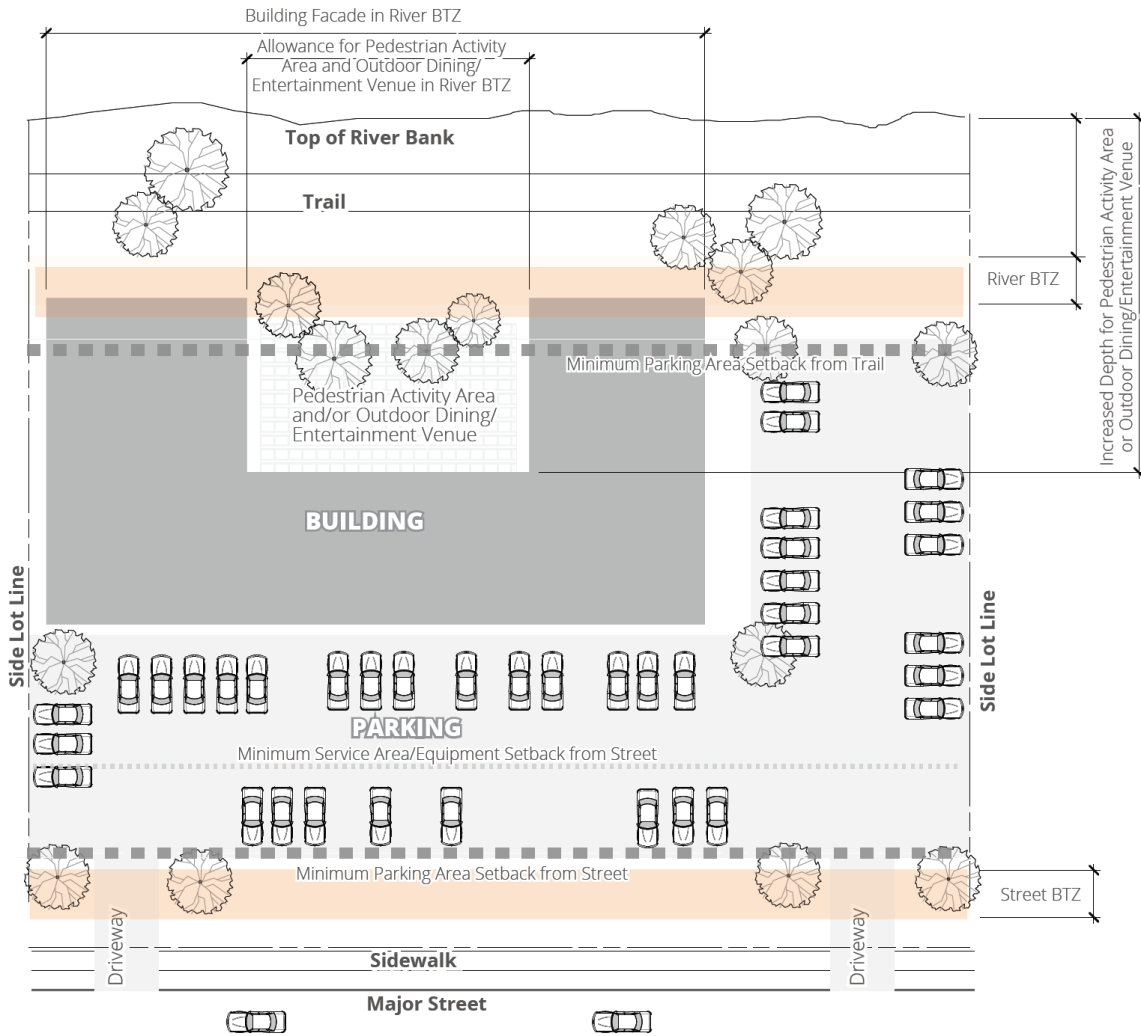 Building Facade in River BTZ
Allowance for Pedestrian Activity
Area and Outdoor Dining/
Entertainment Venue in River BTZ
Top of River Bank
Trail
Increased Depth for Pedestrian Activity Area
or Outdoor Dining/Entertainment Venue
River BTZ
Minimum Parking Area Setback from Trail
Pedestrian Activity Area
and/or Outdoor Dining/
Entertainment Venue
BUILDING
Side Lot Line
Side Lot Line
PARKING
Minimum Service Area/Equipment Setback from Street
Minimum Parking Area Setback from Street
Street BTZ
Driveway
Driveway
Sidewalk
Major Street